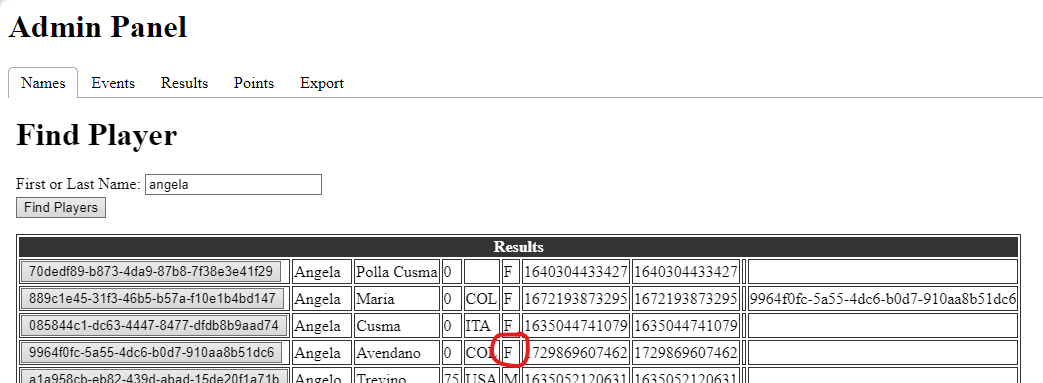 Admin Panel
Names Events Results Points Export
Find Player
First or Last Name: angela
Find Players
Results
70dedf89-b873-4da9-87b8-7f38e3e41f29 Angela Polla Cusma 0 F 1640304433427 1640304433427
889c1e45-31f3-46b5-b57a-f10e1b4bd147 Angela Maria 0 COL F 1672193873295 1672193873295 9964f0fc-5a55-4dc6-b0d7-910aa8b51dc6
085844c1-dc63-4447-8477-dfdb8b9aad74 Angela Cusma 0 ITA F 1635044741079 1635044741079
9964f0fc-5a55-4dc6-b0d7-910aa8b51dc6 Angela Avendano 0 COL F 1729869607462 1729869607462
a1a958cb-eb82-439d-abad-15de20f1a71b Angelo Trevino 75 USA M 1635052120631 1635052120631